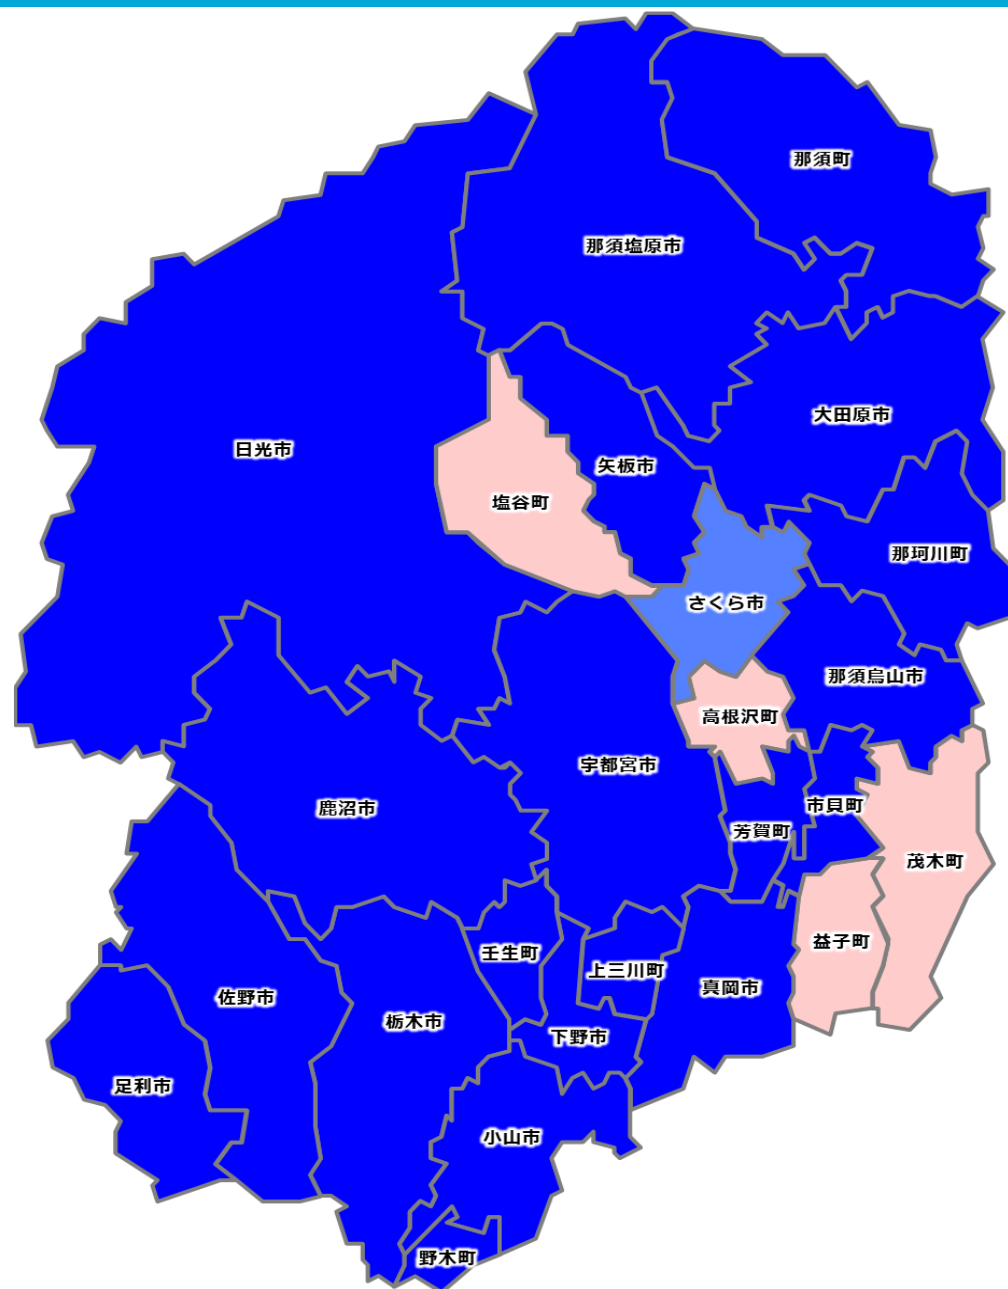 那須町
那須塩原市
大田原市
日光市
矢板市
塩谷町
那珂川町
さくら市
那須烏山市
高根沢町
宇都宮市
市貝町
鹿沼市
芳賀町
茂木町
益子町
壬生町
上三川町
真岡市
佐野市
栃木市
下野市
足利市
小山市
野木町